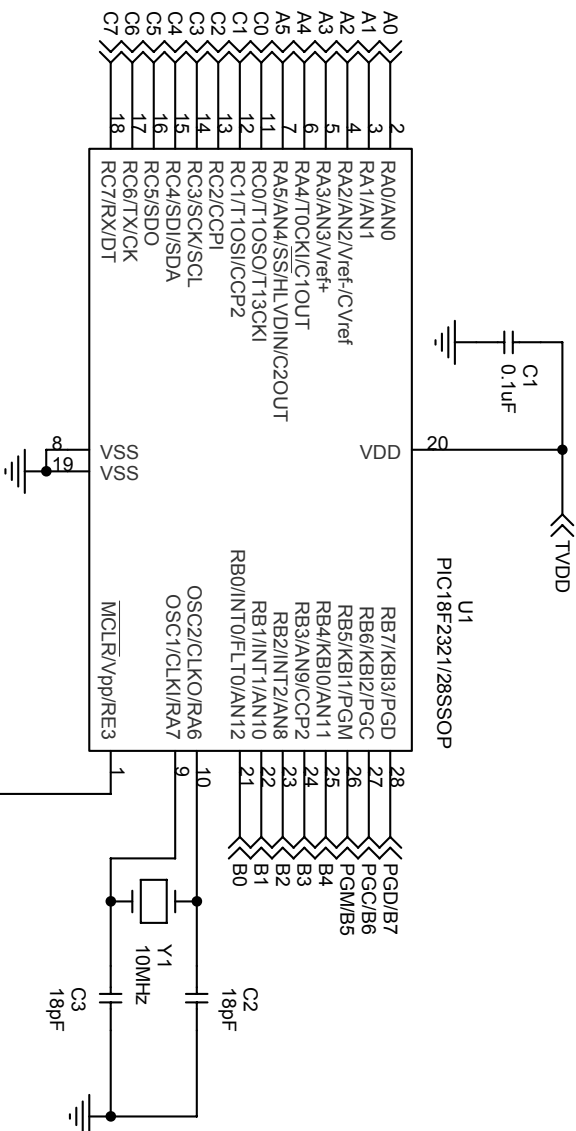 A0
A1
A2
A3
A4
A5
C0
C1
C2
C3
C4
C5
C6
C7
2
3
4
5
6
7
11
12
13
14
15
16
17
18
RA0/AN0
RA1/AN1
RA2/AN2/Vref-/CVref
RA3/AN3/Vref+
RA4/T0CKI/C1OUT
RA5/AN4/SS/HLVDIN/C2OUT
RC0/T1OSO/T13CKI
RC1/T1OSI/CCP2
RC2/CCPI
RC3/SCK/SCL
RC4/SDI/SDA
RC5/SDO
RC6/TX/CK
RC7/RX/DT
C1
0.1uF
TVDD
20
VDD
8
19
VSS
VSS
U1
PIC18F2321/28SSOP
RB7/KBI3/PGD
RB6/KBI2/PGC
RB5/KBI1/PGM
RB4/KBI0/AN11
RB3/AN9/CCP2
RB2/INT2/AN8
RB1/INT1/AN10
RB0/INT0/FLT0/AN12
OSC2/CLKO/RA6
OSC1/CLKI/RA7
MCLR/Vpp/RE3
28
27
26
25
24
23
22
21
10
9
1
PGD/B7
PGC/B6
PGM/B5
B4
B3
B2
B1
B0
Y1
10MHz
C2
18pF
C3
18pF